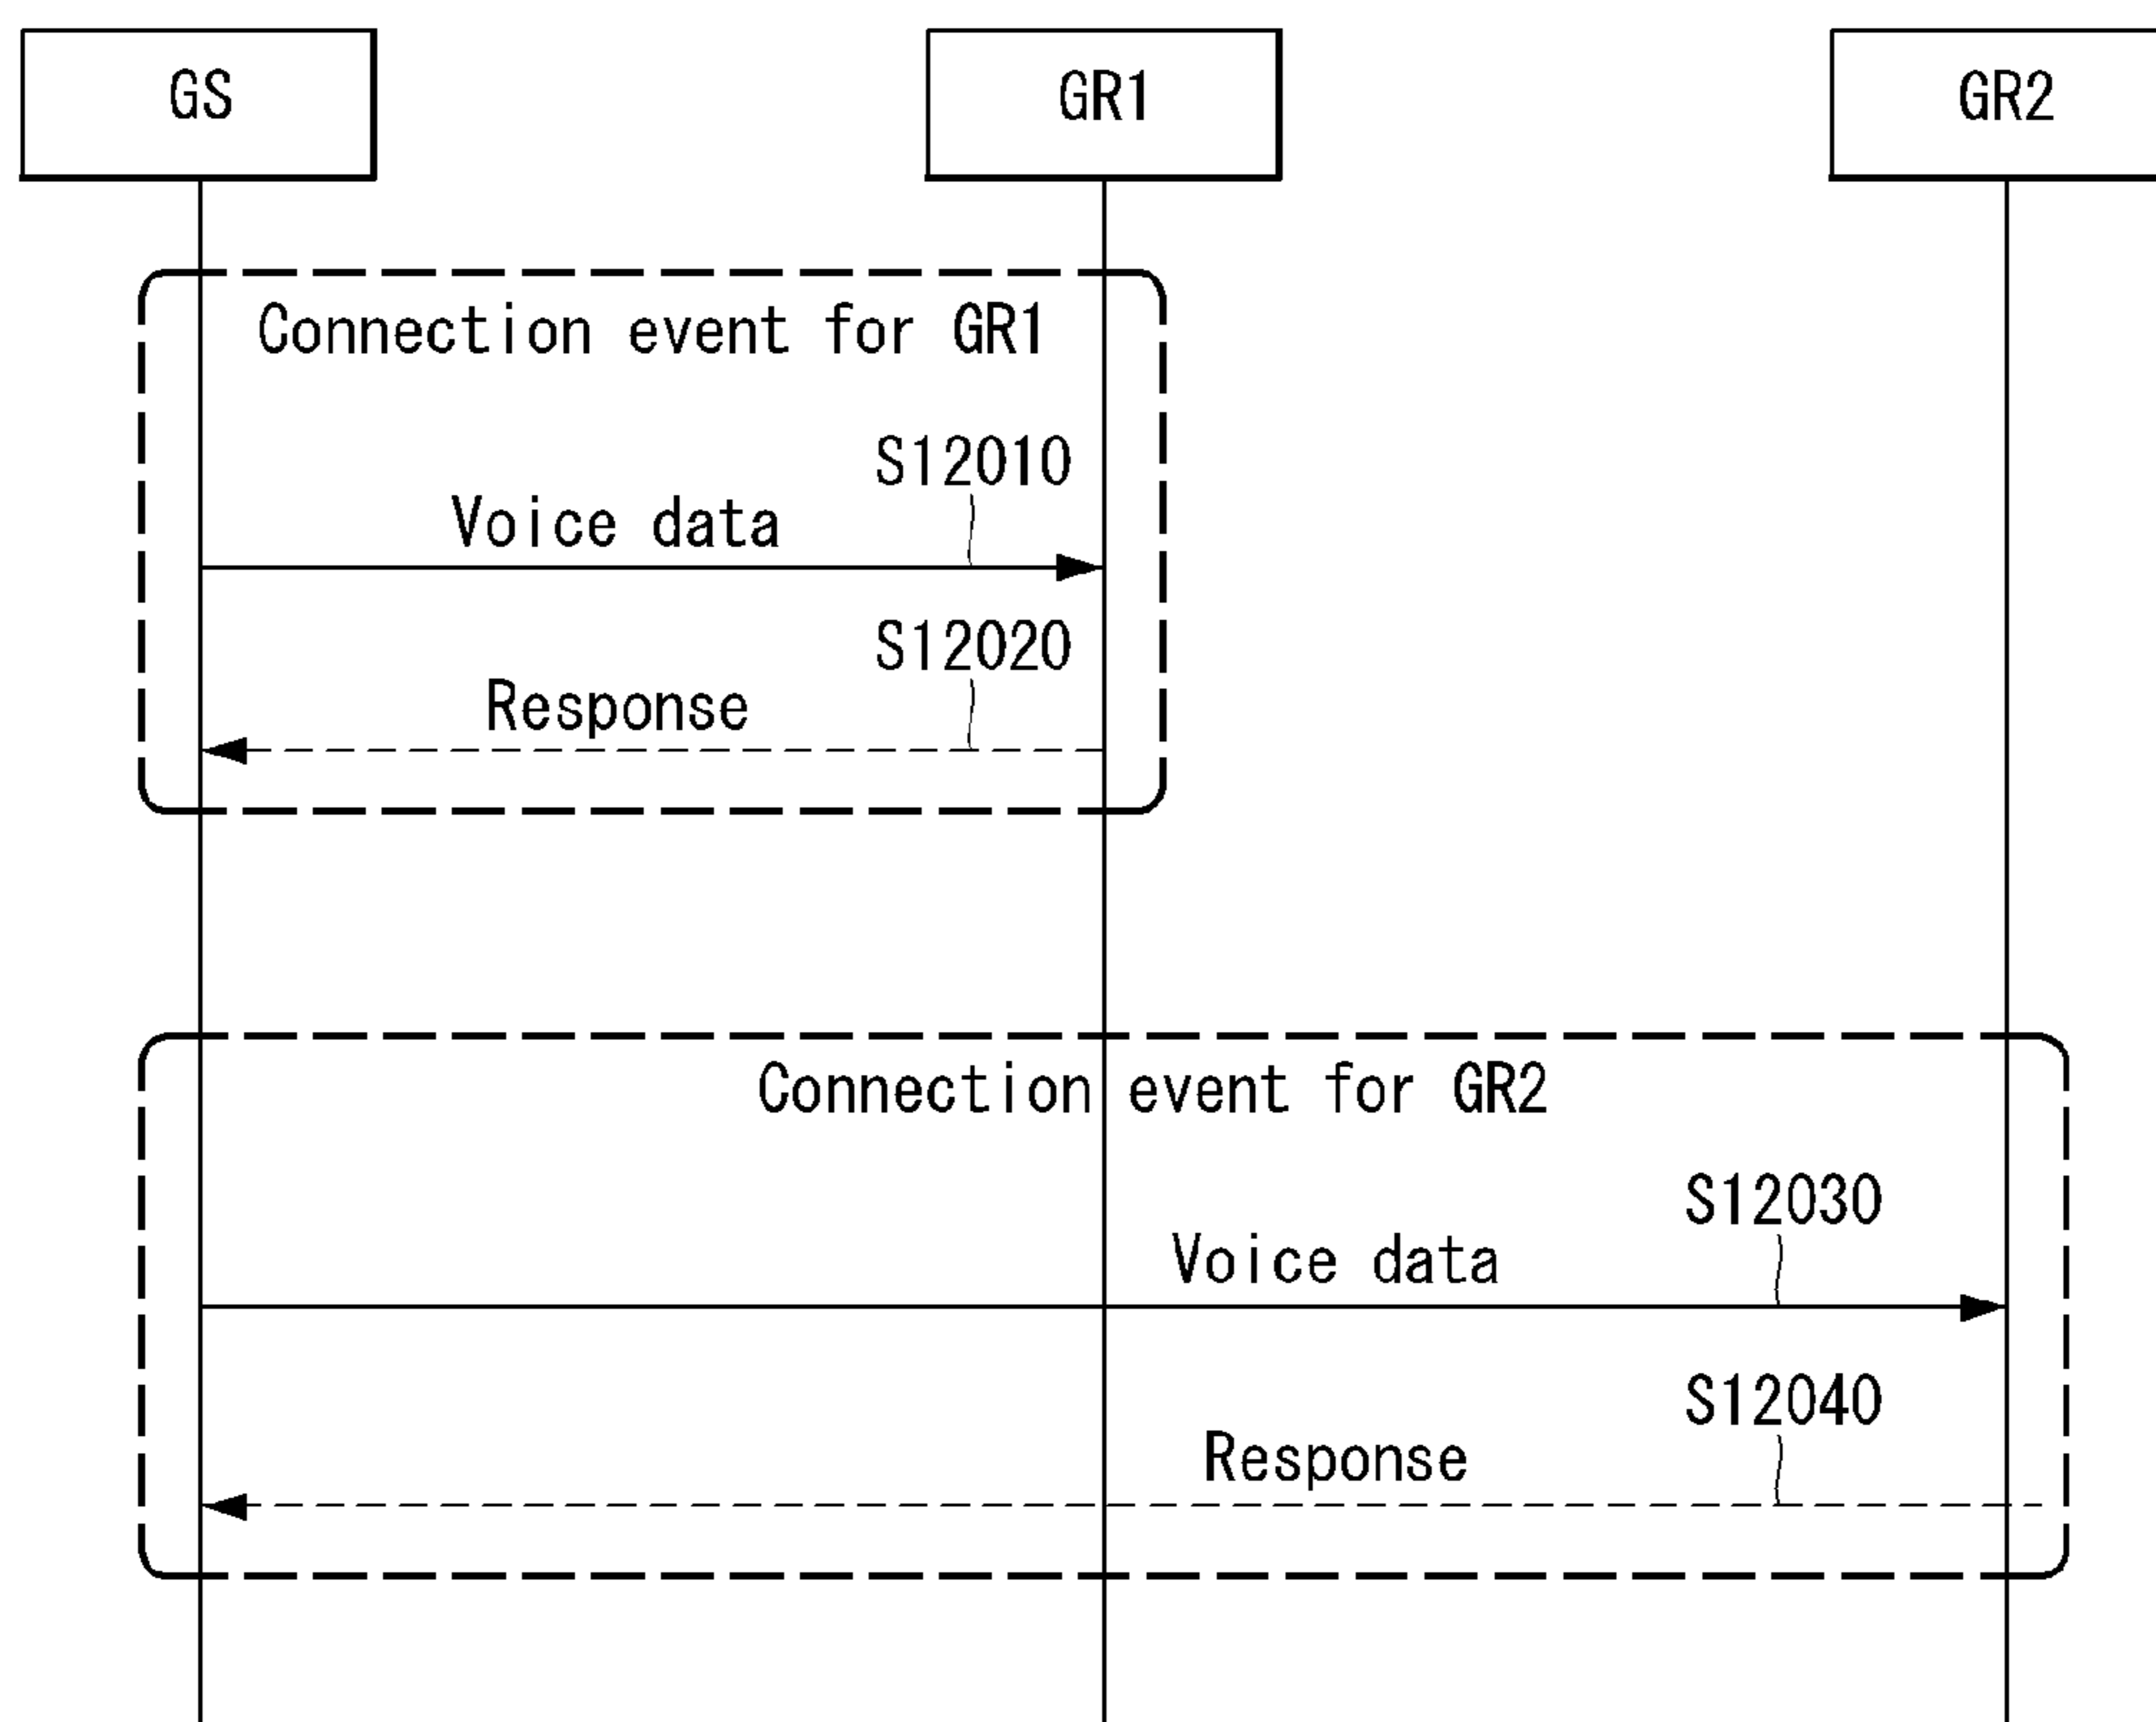 GS GR1 GR2
Connection event for GR1
S12010
Voice data
S12020
Response
Connection event for GR2
S12030
Voice data
S12040
Response